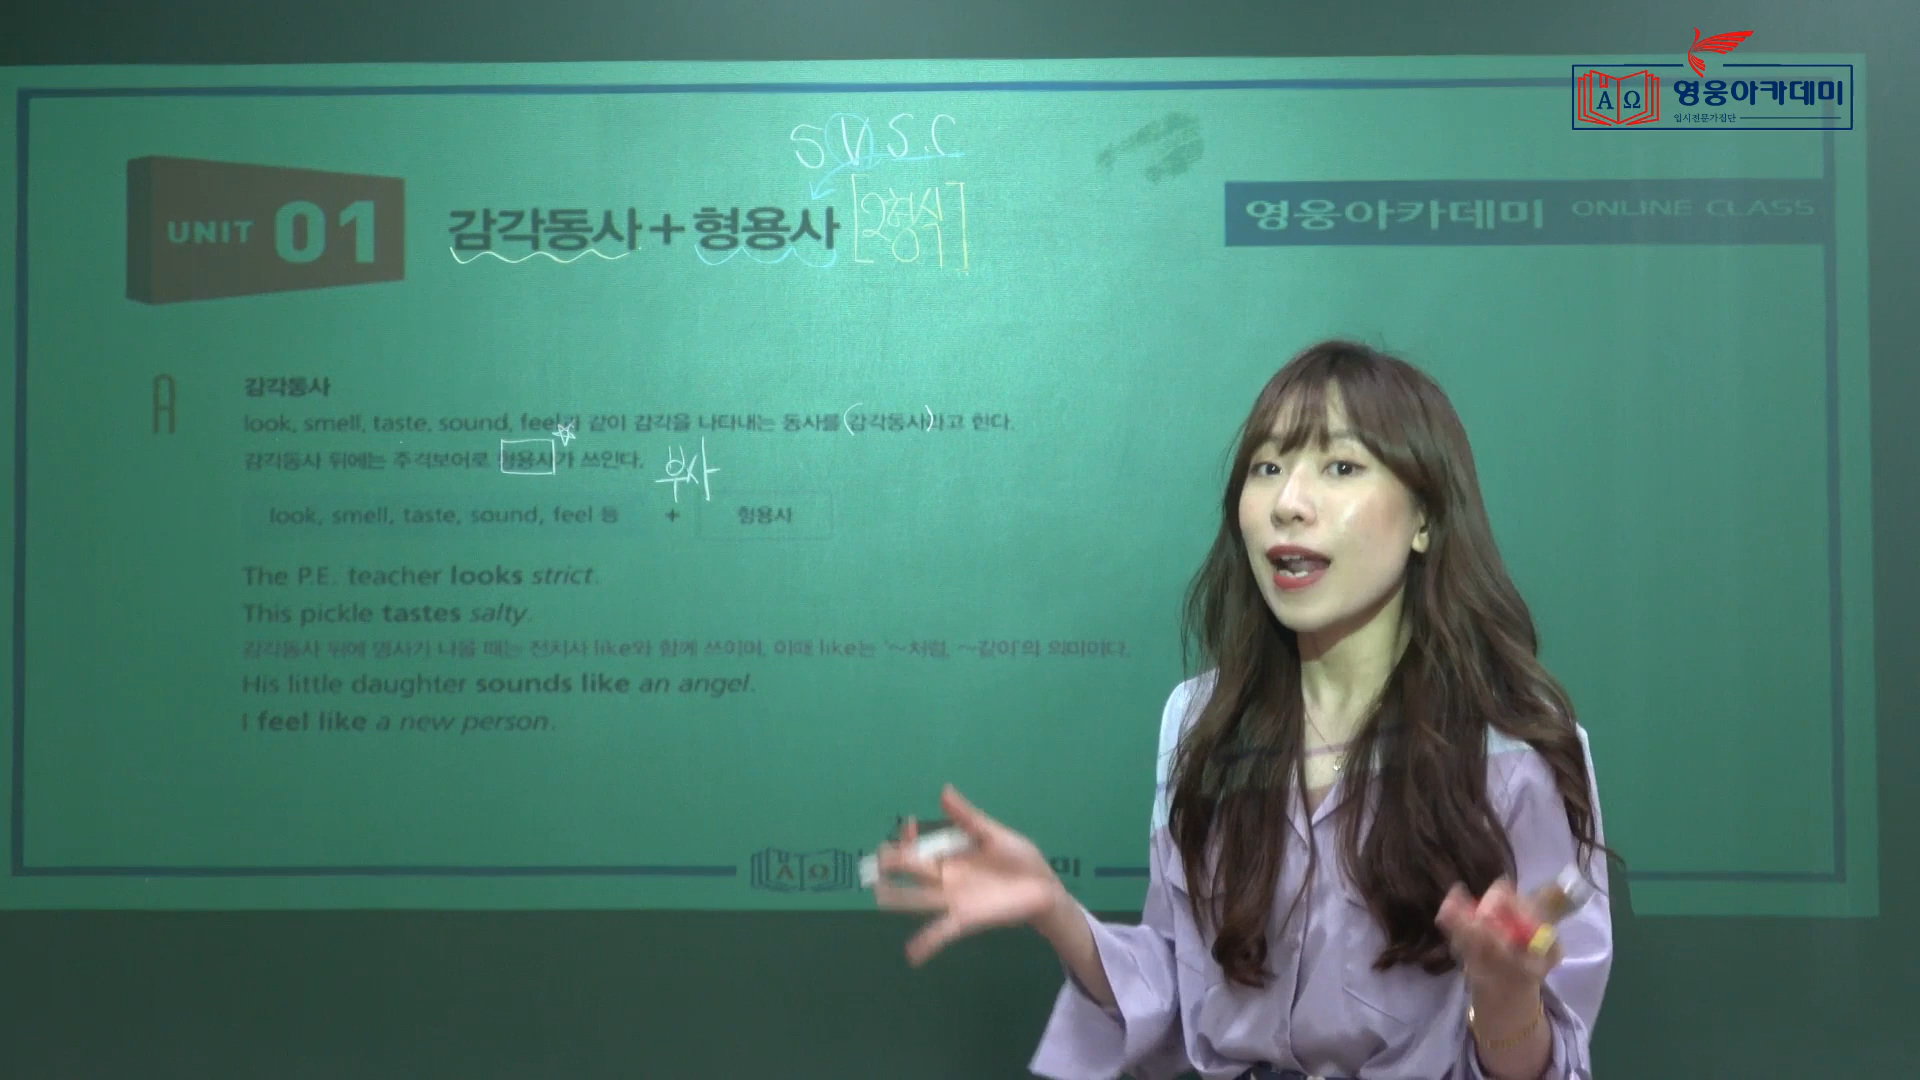 영웅아카데미
입시전문가집단
S V S.C
UNIT 01
감각동사+형용사 [2형식]
영웅아카데미 ONLINE CLASS
A
감각동사
look, smell, taste, sound, feel과 같이 감각을 나타내는 동사를 (감각동사)라고 한다.
감각동사 뒤에는 주격보어로 형용사가 쓰인다.
부사
look, smell, taste, sound, feel 등 + 형용사
The P.E. teacher looks strict.
This pickle tastes salty.
감각동사 뒤에 명사가 나올 때는 전치사 like와 함께 쓰이며, 이때 like는 '~처럼, ~같이'의 의미이다.
His little daughter sounds like an angel.
I feel like a new person.